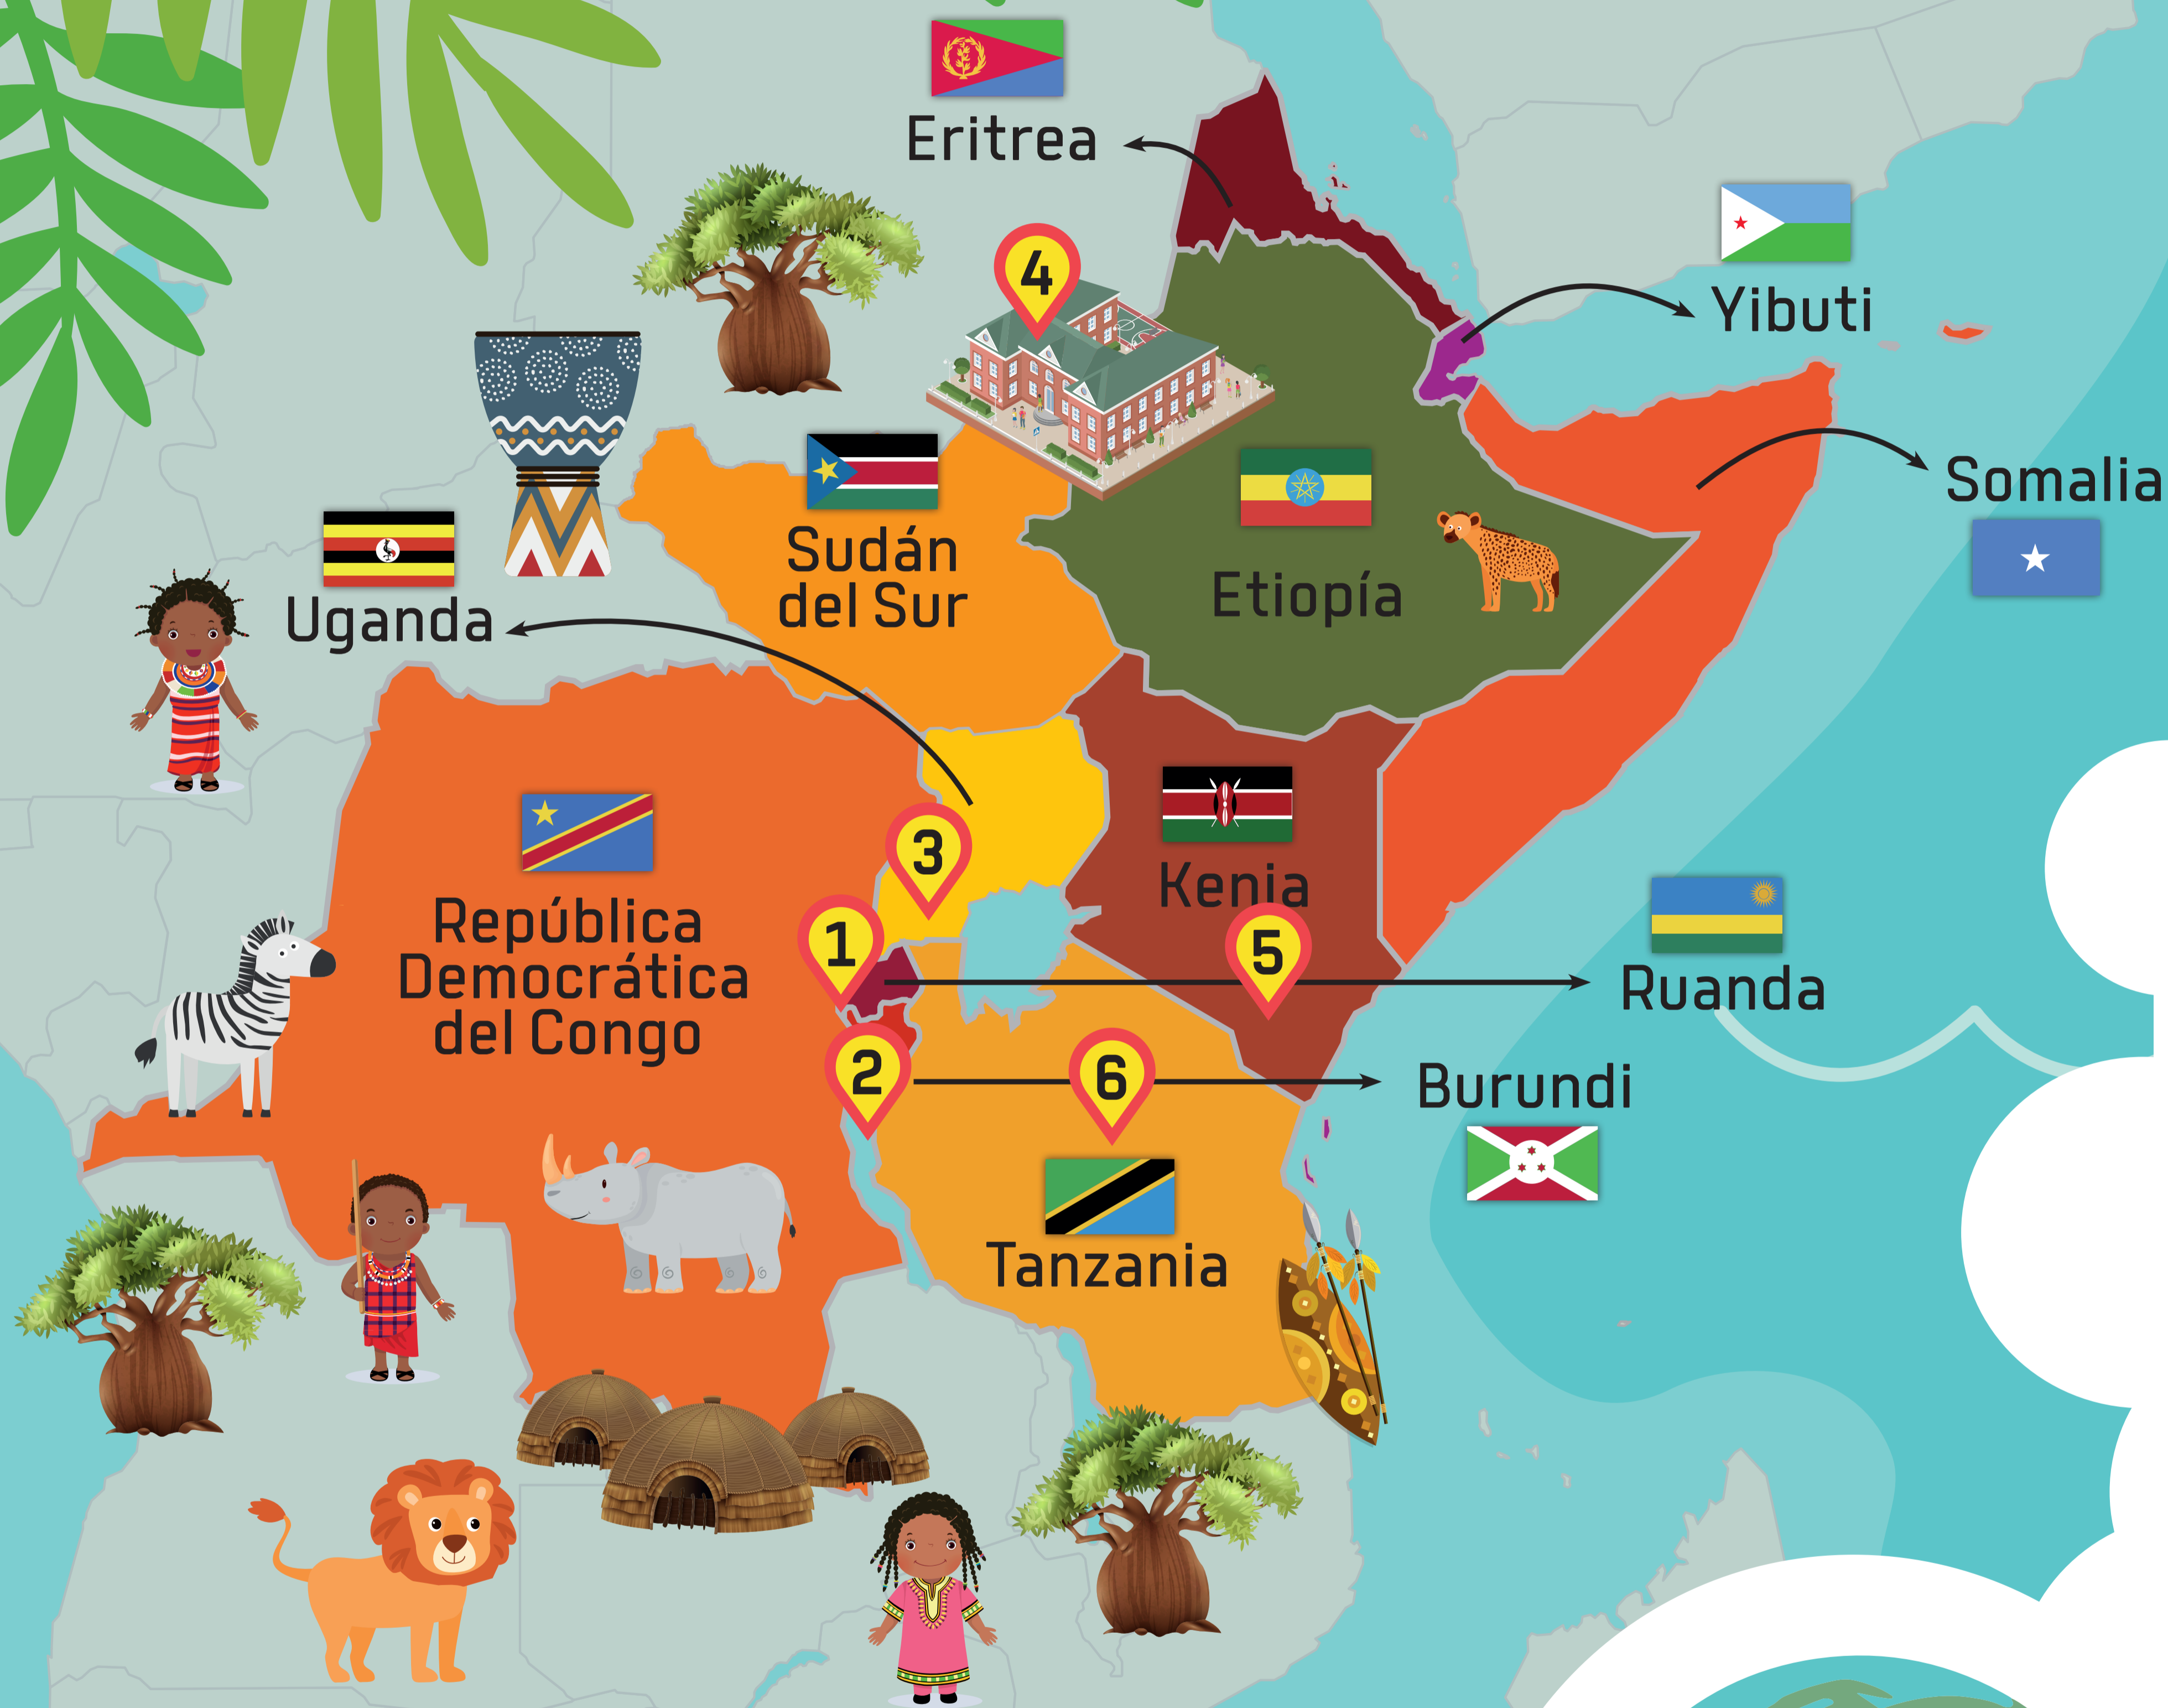 Eritrea
4
Yibuti
Somalia
Sudán
del Sur
Etiopía
Uganda
3
Kenia
República
Democrática
del Congo
1
5
Ruanda
2
6
Burundi
Tanzania